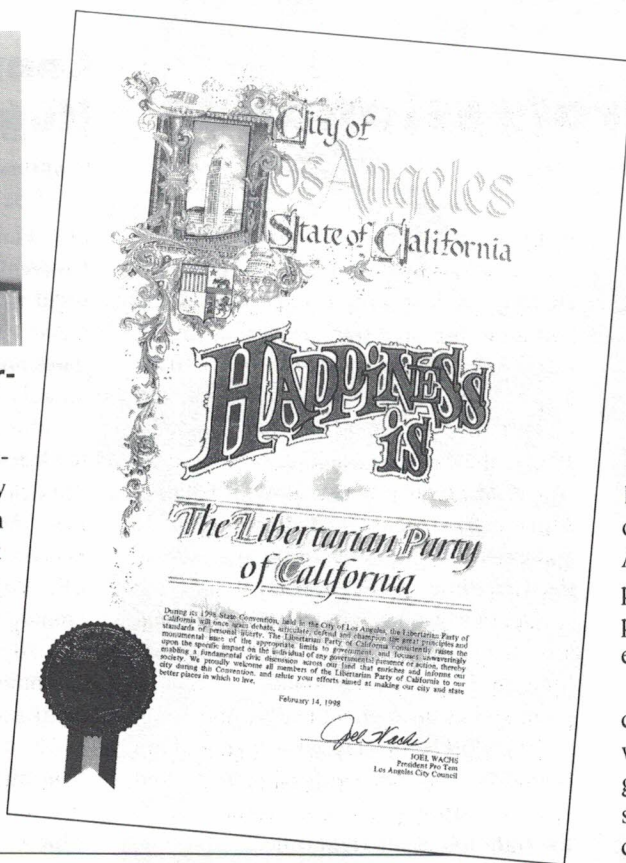 City of
Los Angeles
State of California
HAPPINESS
is
The Libertarian Party
of California
During its 1998 State Convention, held in the City of Los Angeles, the Libertarian Party of
California will once again debate, articulate, defend and champion the great principles and
standards of personal liberty. The Libertarian Party of California consistently raises the
monumental issue of the appropriate limits to government, and focuses unwaveringly
upon the specific impact on the individual of any governmental presence or action, thereby
enabling a fundamental civic discussion across our land that enriches and informs our
society. We proudly welcome all members of the Libertarian Party of California to our
city during this Convention, and salute your efforts aimed at making our city and state
better places in which to live.
February 14, 1998
Joel Wachs
JOEL WACHS
President Pro Tem
Los Angeles City Council